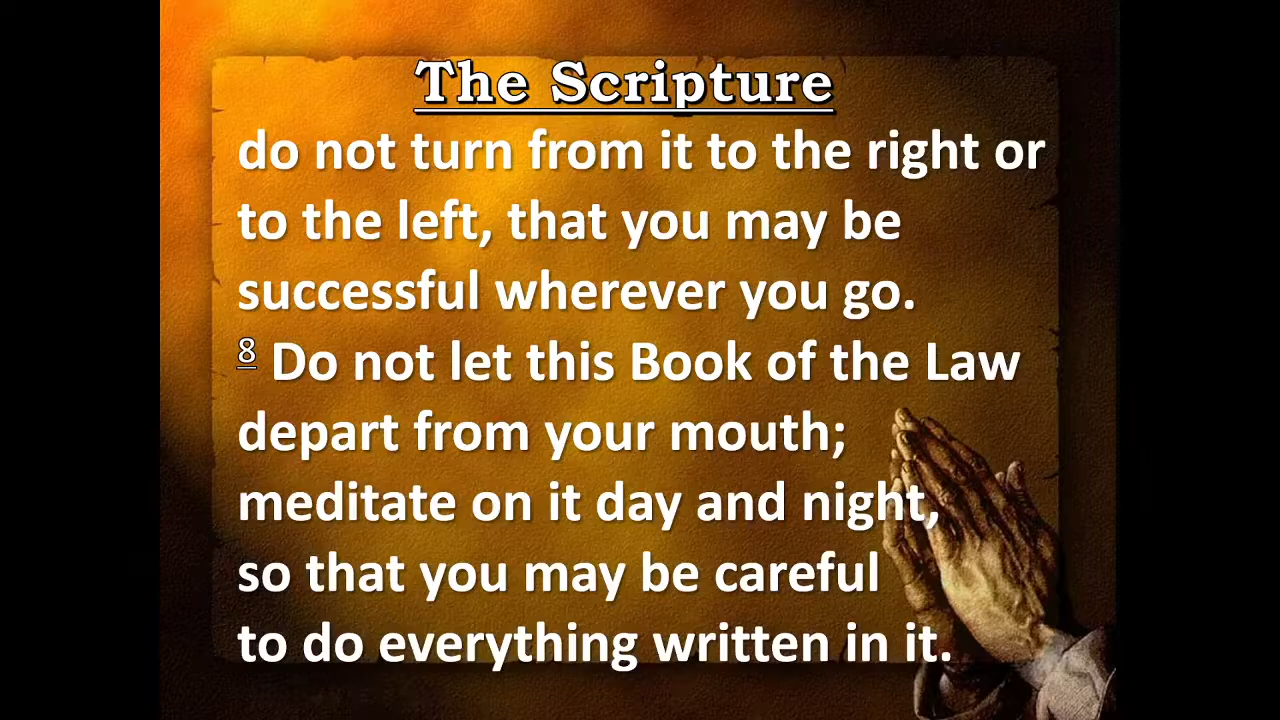 The Scripture
do not turn from it to the right or
to the left, that you may be
successful wherever you go.
8 Do not let this Book of the Law
depart from your mouth;
meditate on it day and night,
so that you may be careful
to do everything written in it.